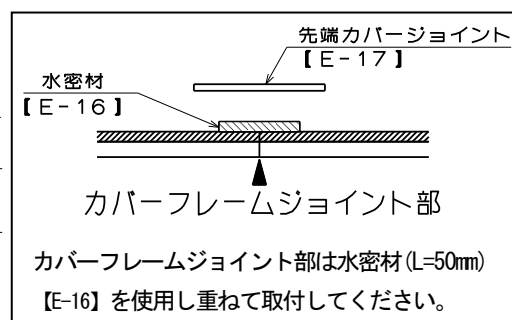 先端カバージョイント
【E-17】
水密材
【E-16】
カバーフレームジョイント部
カバーフレームジョイント部は水密材(L=50mm)
【E-16】を使用し重ねて取付してください。